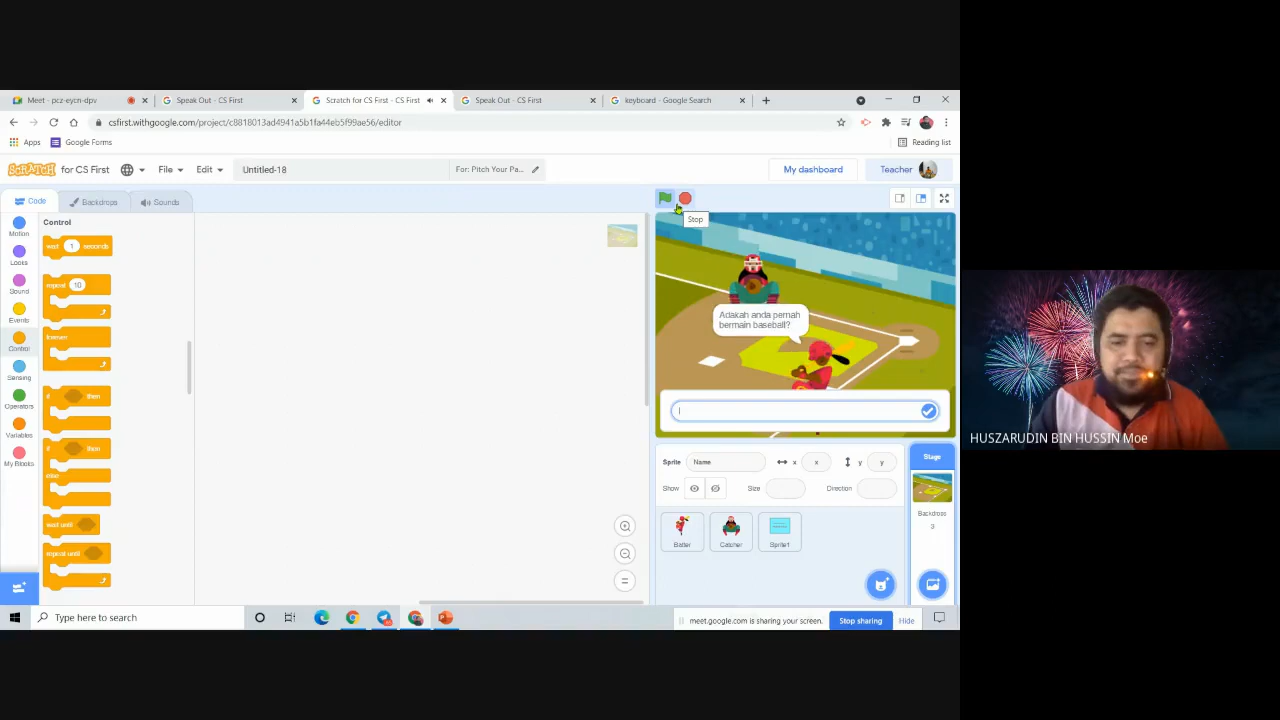 Meet - pcz-eycn-dpv
Speak Out - CS First
Scratch for CS First - CS First
Speak Out - CS First
keyboard - Google Search
csfirst.withgoogle.com/project/c8818013ad4941a5b1fa44eb5f99ae56/editor
Apps
Google Forms
Reading list
SCRATCH for CS First
File
Edit
Untitled-18
For: Pitch Your Pa...
My dashboard
Teacher
Code
Backdrops
Sounds
Stop
Motion
Looks
Sound
Events
Control
Sensing
Operators
Variables
My Blocks
Control
wait 1 seconds
repeat 10
forever
if then
if then
else
wait until
repeat until
Adakah anda pernah
bermain baseball?
Sprite
Name
x
x
y
y
Show
Size
Direction
Batter
Catcher
Sprite1
Stage
Backdrops
3
Type here to search
meet.google.com is sharing your screen.
Stop sharing
Hide
HUSZARUDIN BIN HUSSIN Moe